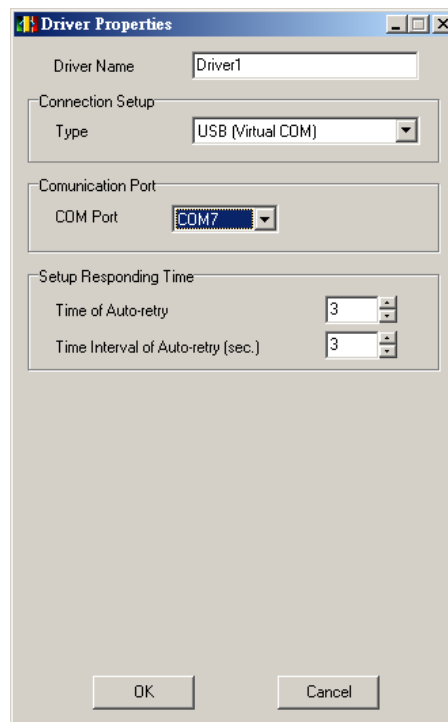 Driver Properties
Driver Name Driver1
Connection Setup
Type USB (Virtual COM)
Comunication Port
COM Port COM7
Setup Responding Time
Time of Auto-retry 3
Time Interval of Auto-retry (sec.) 3
OK Cancel